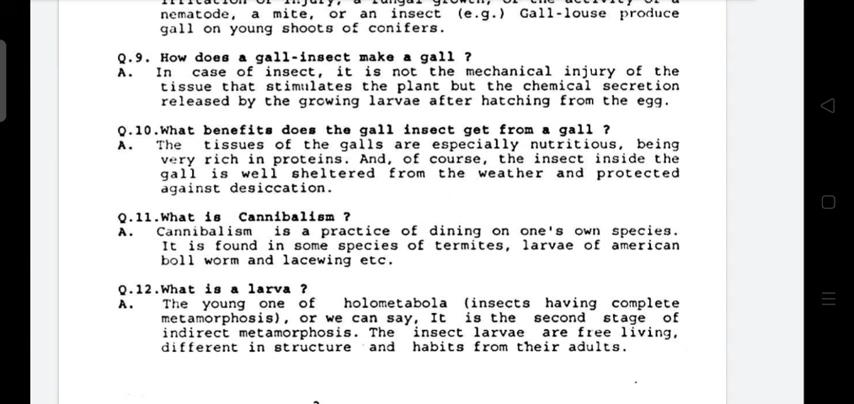 nematode, a mite, or an insect (e.g.) Gall-louse produce
gall on young shoots of conifers.
Q.9. How does a gall-insect make a gall ?
A. In case of insect, it is not the mechanical injury of the
tissue that stimulates the plant but the chemical secretion
released by the growing larvae after hatching from the egg.
Q.10.What benefits does the gall insect get from a gall ?
A. The tissues of the galls are especially nutritious, being
very rich in proteins. And, of course, the insect inside the
gall is well sheltered from the weather and protected
against desiccation.
Q.11.What is Cannibalism ?
A. Cannibalism is a practice of dining on one's own species.
It is found in some species of termites, larvae of american
boll worm and lacewing etc.
Q.12.What is a larva ?
A. The young one of holometabola (insects having complete
metamorphosis), or we can say, It is the second stage of
indirect metamorphosis. The insect larvae are free living,
different in structure and habits from their adults.